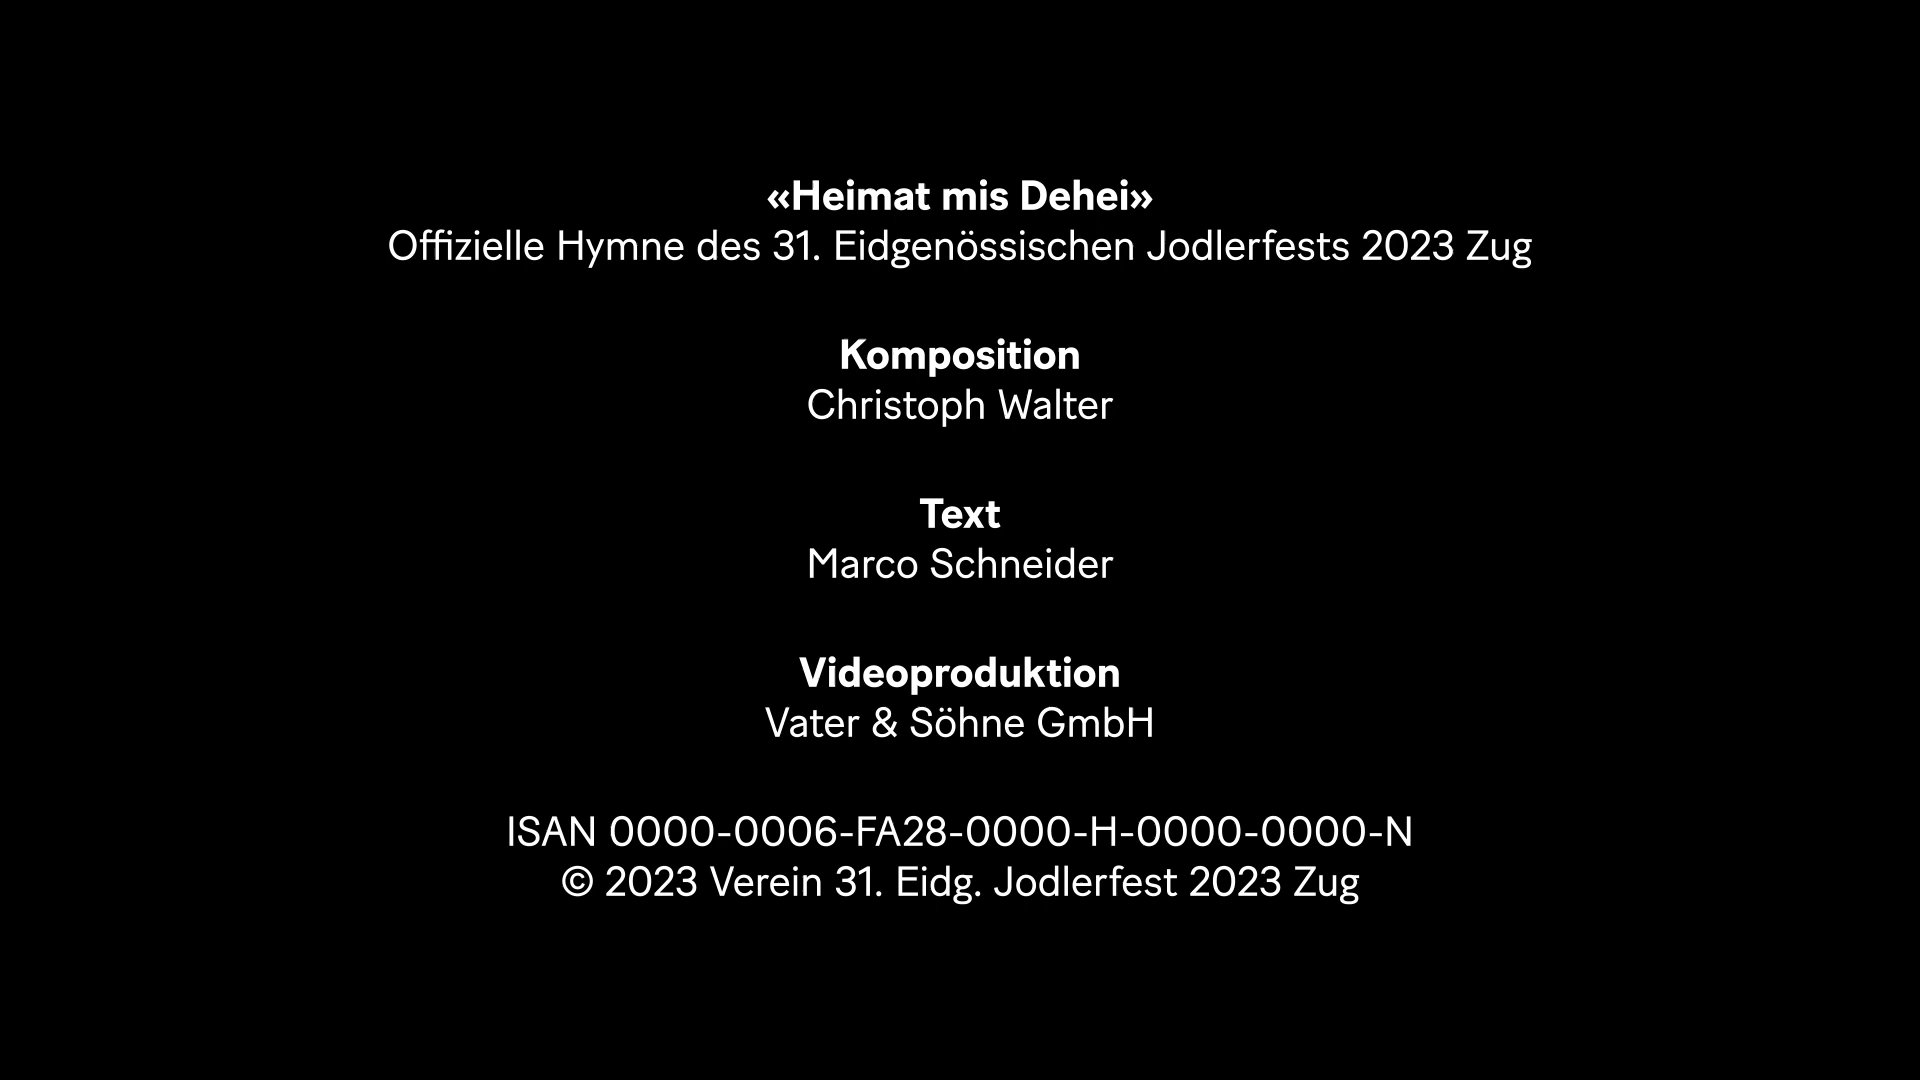 «Heimat mis Dehei»
Offizielle Hymne des 31. Eidgenössischen Jodlerfests 2023 Zug
Komposition
Christoph Walter
Text
Marco Schneider
Videoproduktion
Vater & Söhne GmbH
ISAN 0000-0006-FA28-0000-H-0000-0000-N
© 2023 Verein 31. Eidg. Jodlerfest 2023 Zug